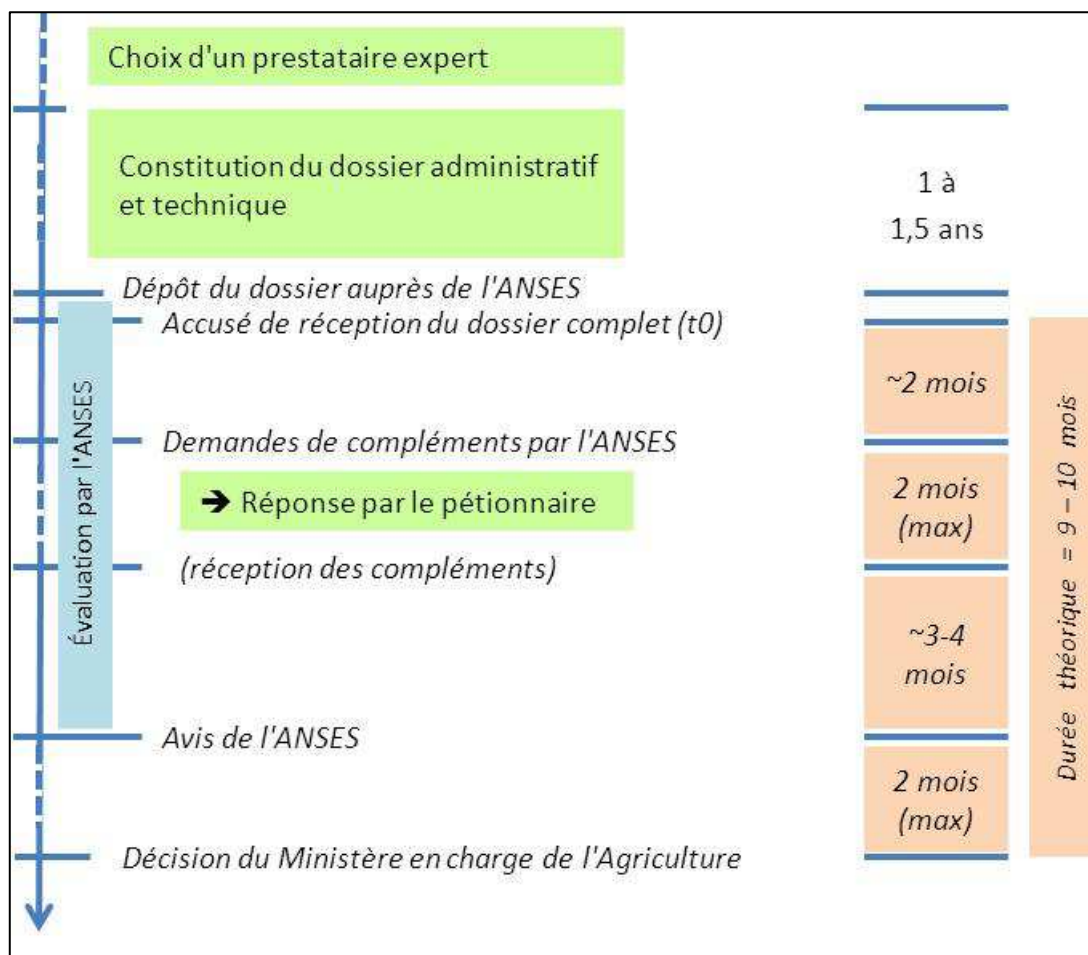 Choix d'un prestataire expert
Constitution du dossier administratif
et technique
1 à
1,5 ans
Dépôt du dossier auprès de l'ANSES
Accusé de réception du dossier complet (t0)
~2 mois
Demandes de compléments par l'ANSES
➔ Réponse par le pétionnaire
2 mois
(max)
(réception des compléments)
~3-4
mois
Avis de l'ANSES
2 mois
(max)
Décision du Ministère en charge de l'Agriculture
Évaluation par l'ANSES
Durée théorique = 9 – 10 mois